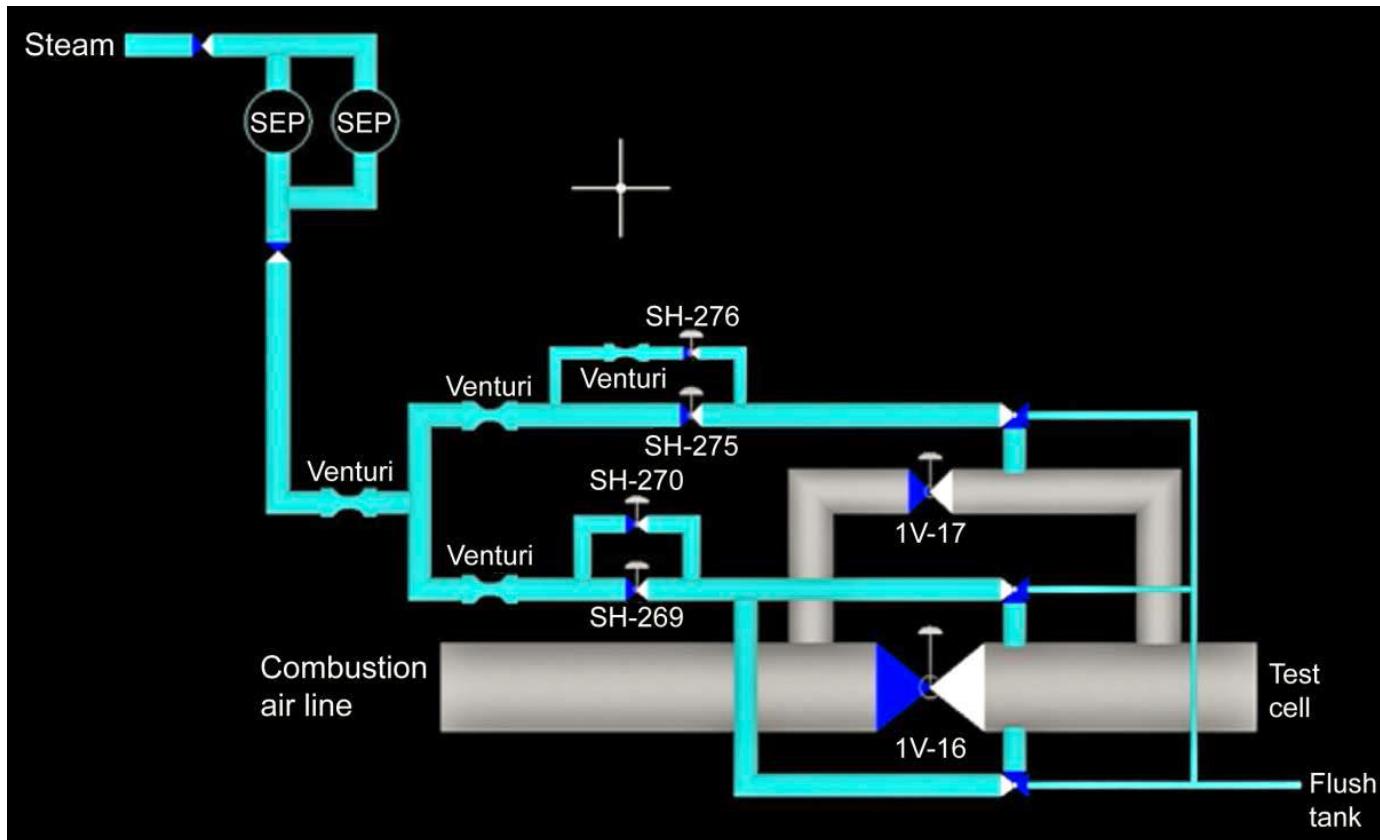 Steam
SEP
SEP
SH-276
Venturi
Venturi
SH-275
Venturi
SH-270
1V-17
Venturi
SH-269
Combustion
air line
Test
cell
1V-16
Flush
tank